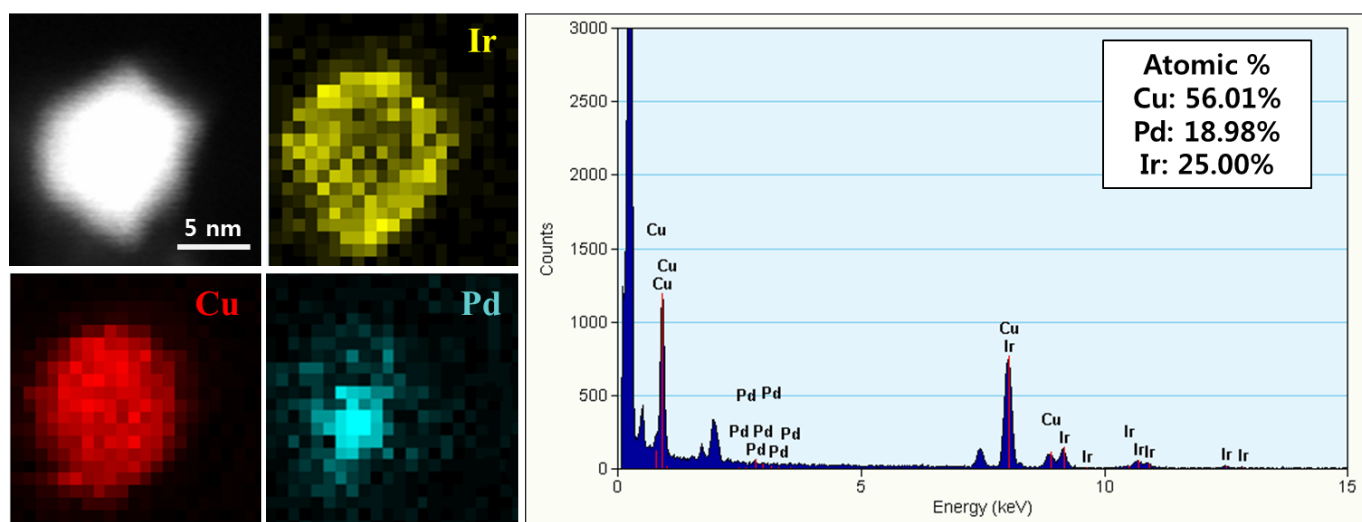 Ir
5 nm
Cu
Pd
3000
2500
2000
1500
1000
500
0
Counts
Atomic %
Cu: 56.01%
Pd: 18.98%
Ir: 25.00%
Cu
Cu
Cu
Pd Pd
Pd Pd Pd
Pd Pd
Cu
Ir
Cu
Ir
Ir
Ir
Ir Ir
Ir Ir
0 5 10 15
Energy (keV)